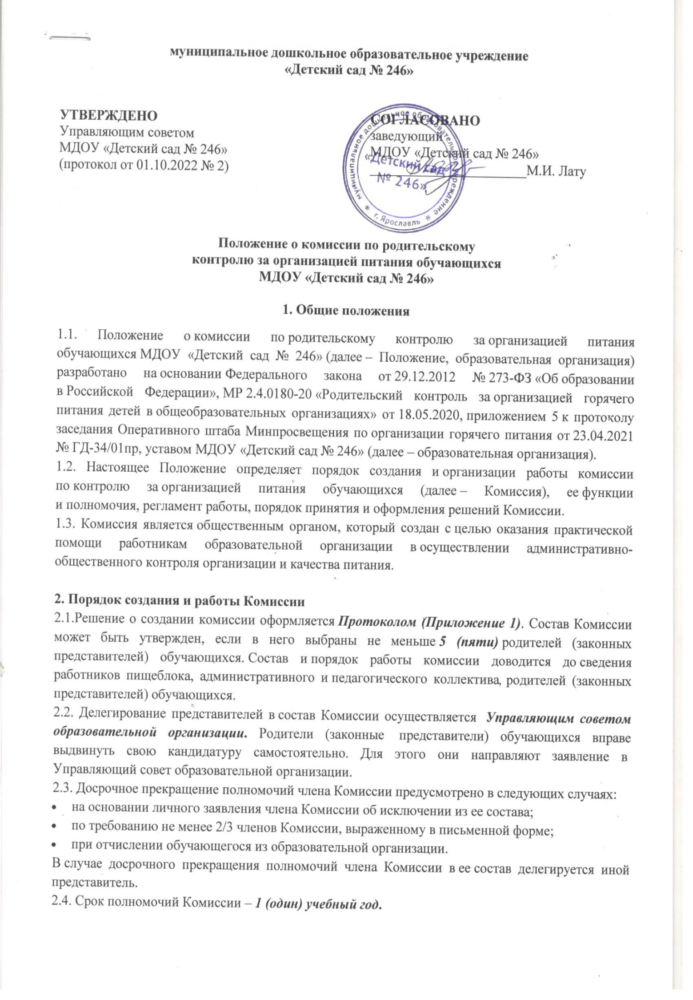 муниципальное дошкольное образовательное учреждение
«Детский сад № 246»
УТВЕРЖДЕНО
Управляющим советом
МДОУ «Детский сад № 246»
(протокол от 01.10.2022 № 2)
СОГЛАСОВАНО
заведующий
МДОУ «Детский сад № 246»
М.И. Лату
муниципальное дошкольное образовательное учреждение
* г. Ярославль *
«Детский сад
№ 246»
Положение о комиссии по родительскому
контролю за организацией питания обучающихся
МДОУ «Детский сад № 246»
1. Общие положения
1.1. Положение о комиссии по родительскому контролю за организацией питания
обучающихся МДОУ «Детский сад № 246» (далее – Положение, образовательная организация)
разработано на основании Федерального закона от 29.12.2012 № 273-ФЗ «Об образовании
в Российской Федерации», МР 2.4.0180-20 «Родительский контроль за организацией горячего
питания детей в общеобразовательных организациях» от 18.05.2020, приложением 5 к протоколу
заседания Оперативного штаба Минпросвещения по организации горячего питания от 23.04.2021
№ ГД-34/01пр, уставом МДОУ «Детский сад № 246» (далее – образовательная организация).
1.2. Настоящее Положение определяет порядок создания и организации работы комиссии
по контролю за организацией питания обучающихся (далее – Комиссия), ее функции
и полномочия, регламент работы, порядок принятия и оформления решений Комиссии.
1.3. Комиссия является общественным органом, который создан с целью оказания практической
помощи работникам образовательной организации в осуществлении административно-
общественного контроля организации и качества питания.
2. Порядок создания и работы Комиссии
2.1.Решение о создании комиссии оформляется Протоколом (Приложение 1). Состав Комиссии
может быть утвержден, если в него выбраны не меньше 5 (пяти) родителей (законных
представителей) обучающихся. Состав и порядок работы комиссии доводится до сведения
работников пищеблока, административного и педагогического коллектива, родителей (законных
представителей) обучающихся.
2.2. Делегирование представителей в состав Комиссии осуществляется Управляющим советом
образовательной организации. Родители (законные представители) обучающихся вправе
выдвинуть свою кандидатуру самостоятельно. Для этого они направляют заявление в
Управляющий совет образовательной организации.
2.3. Досрочное прекращение полномочий члена Комиссии предусмотрено в следующих случаях:
• на основании личного заявления члена Комиссии об исключении из ее состава;
• по требованию не менее 2/3 членов Комиссии, выраженному в письменной форме;
• при отчислении обучающегося из образовательной организации.
В случае досрочного прекращения полномочий члена Комиссии в ее состав делегируется иной
представитель.
2.4. Срок полномочий Комиссии – 1 (один) учебный год.